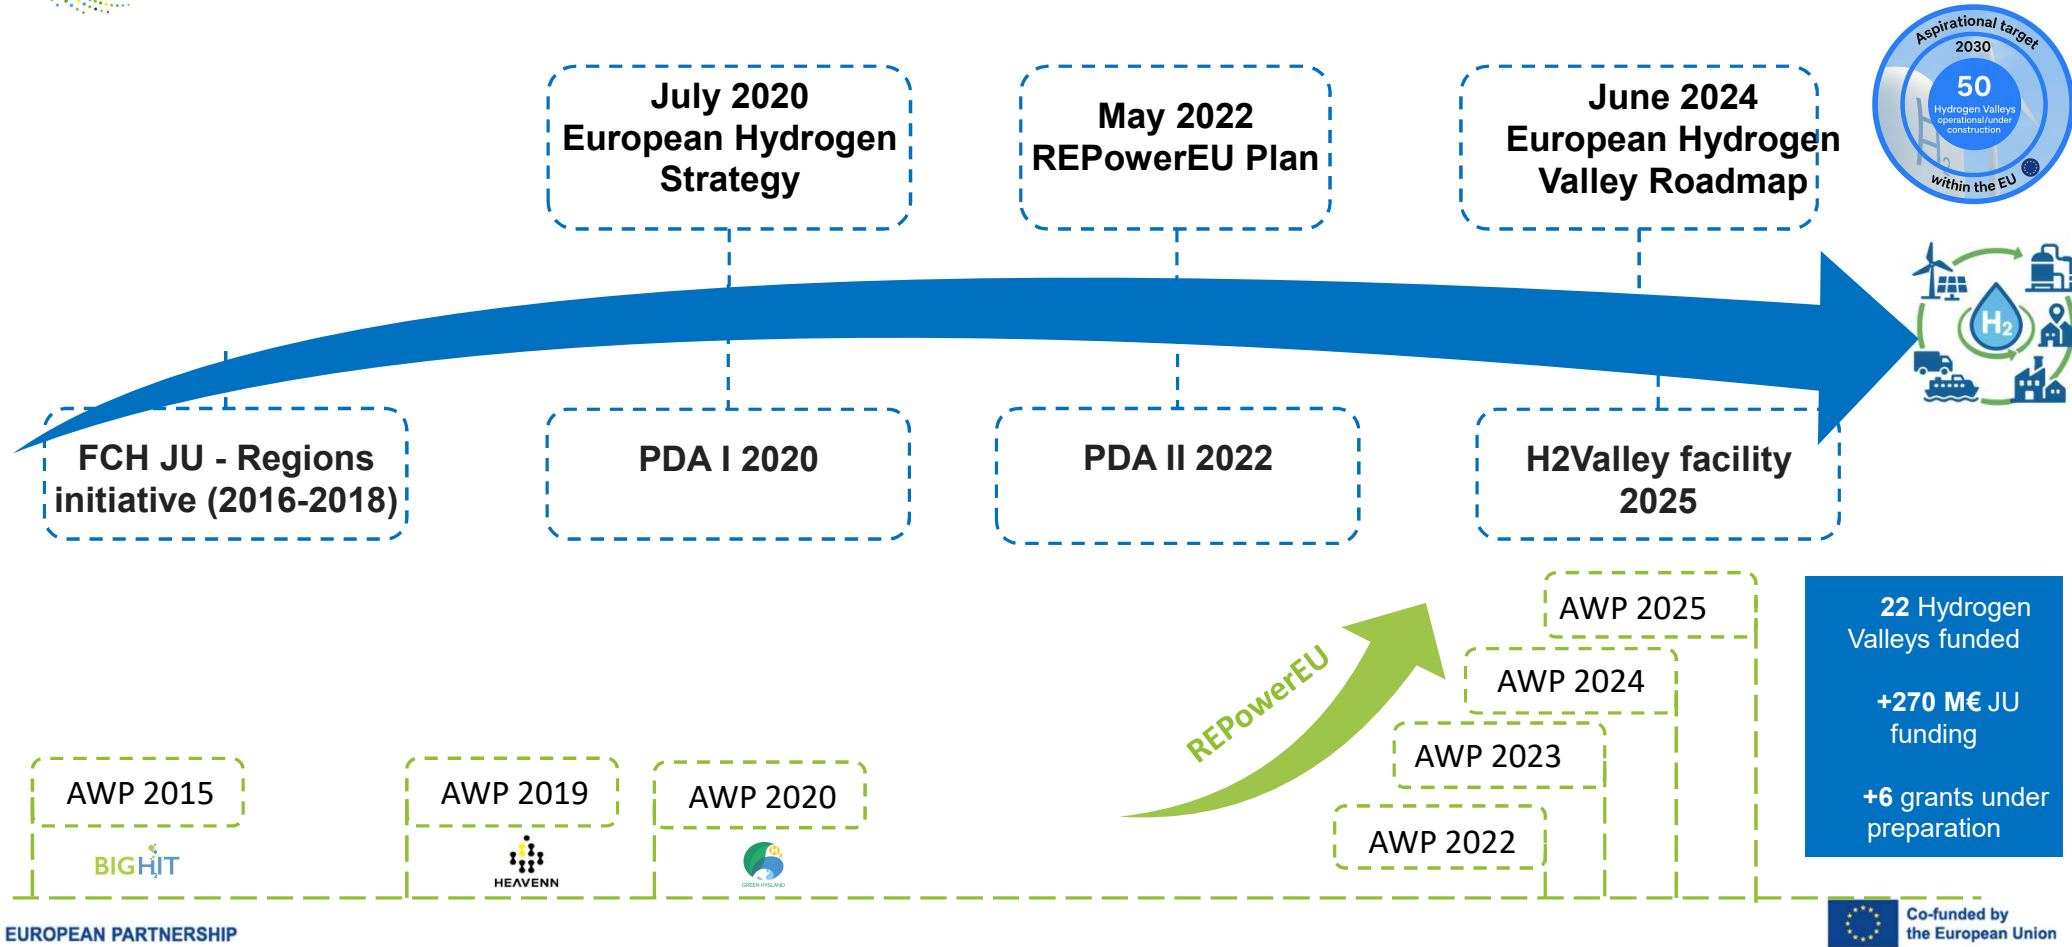 Aspirational target
2030
50
Hydrogen Valleys
operational/under
construction
within the EU
July 2020
European Hydrogen
Strategy
May 2022
REPowerEU Plan
June 2024
European Hydrogen
Valley Roadmap
H2
FCH JU - Regions
initiative (2016-2018)
PDA I 2020
PDA II 2022
H2Valley facility
2025
REPowerEU
AWP 2025
AWP 2024
AWP 2023
AWP 2022
AWP 2015
BIGH2IT
AWP 2019
HEAVENN
AWP 2020
GREEN HYSLAND
22 Hydrogen
Valleys funded
+270 M€ JU
funding
+6 grants under
preparation
EUROPEAN PARTNERSHIP
Co-funded by
the European Union